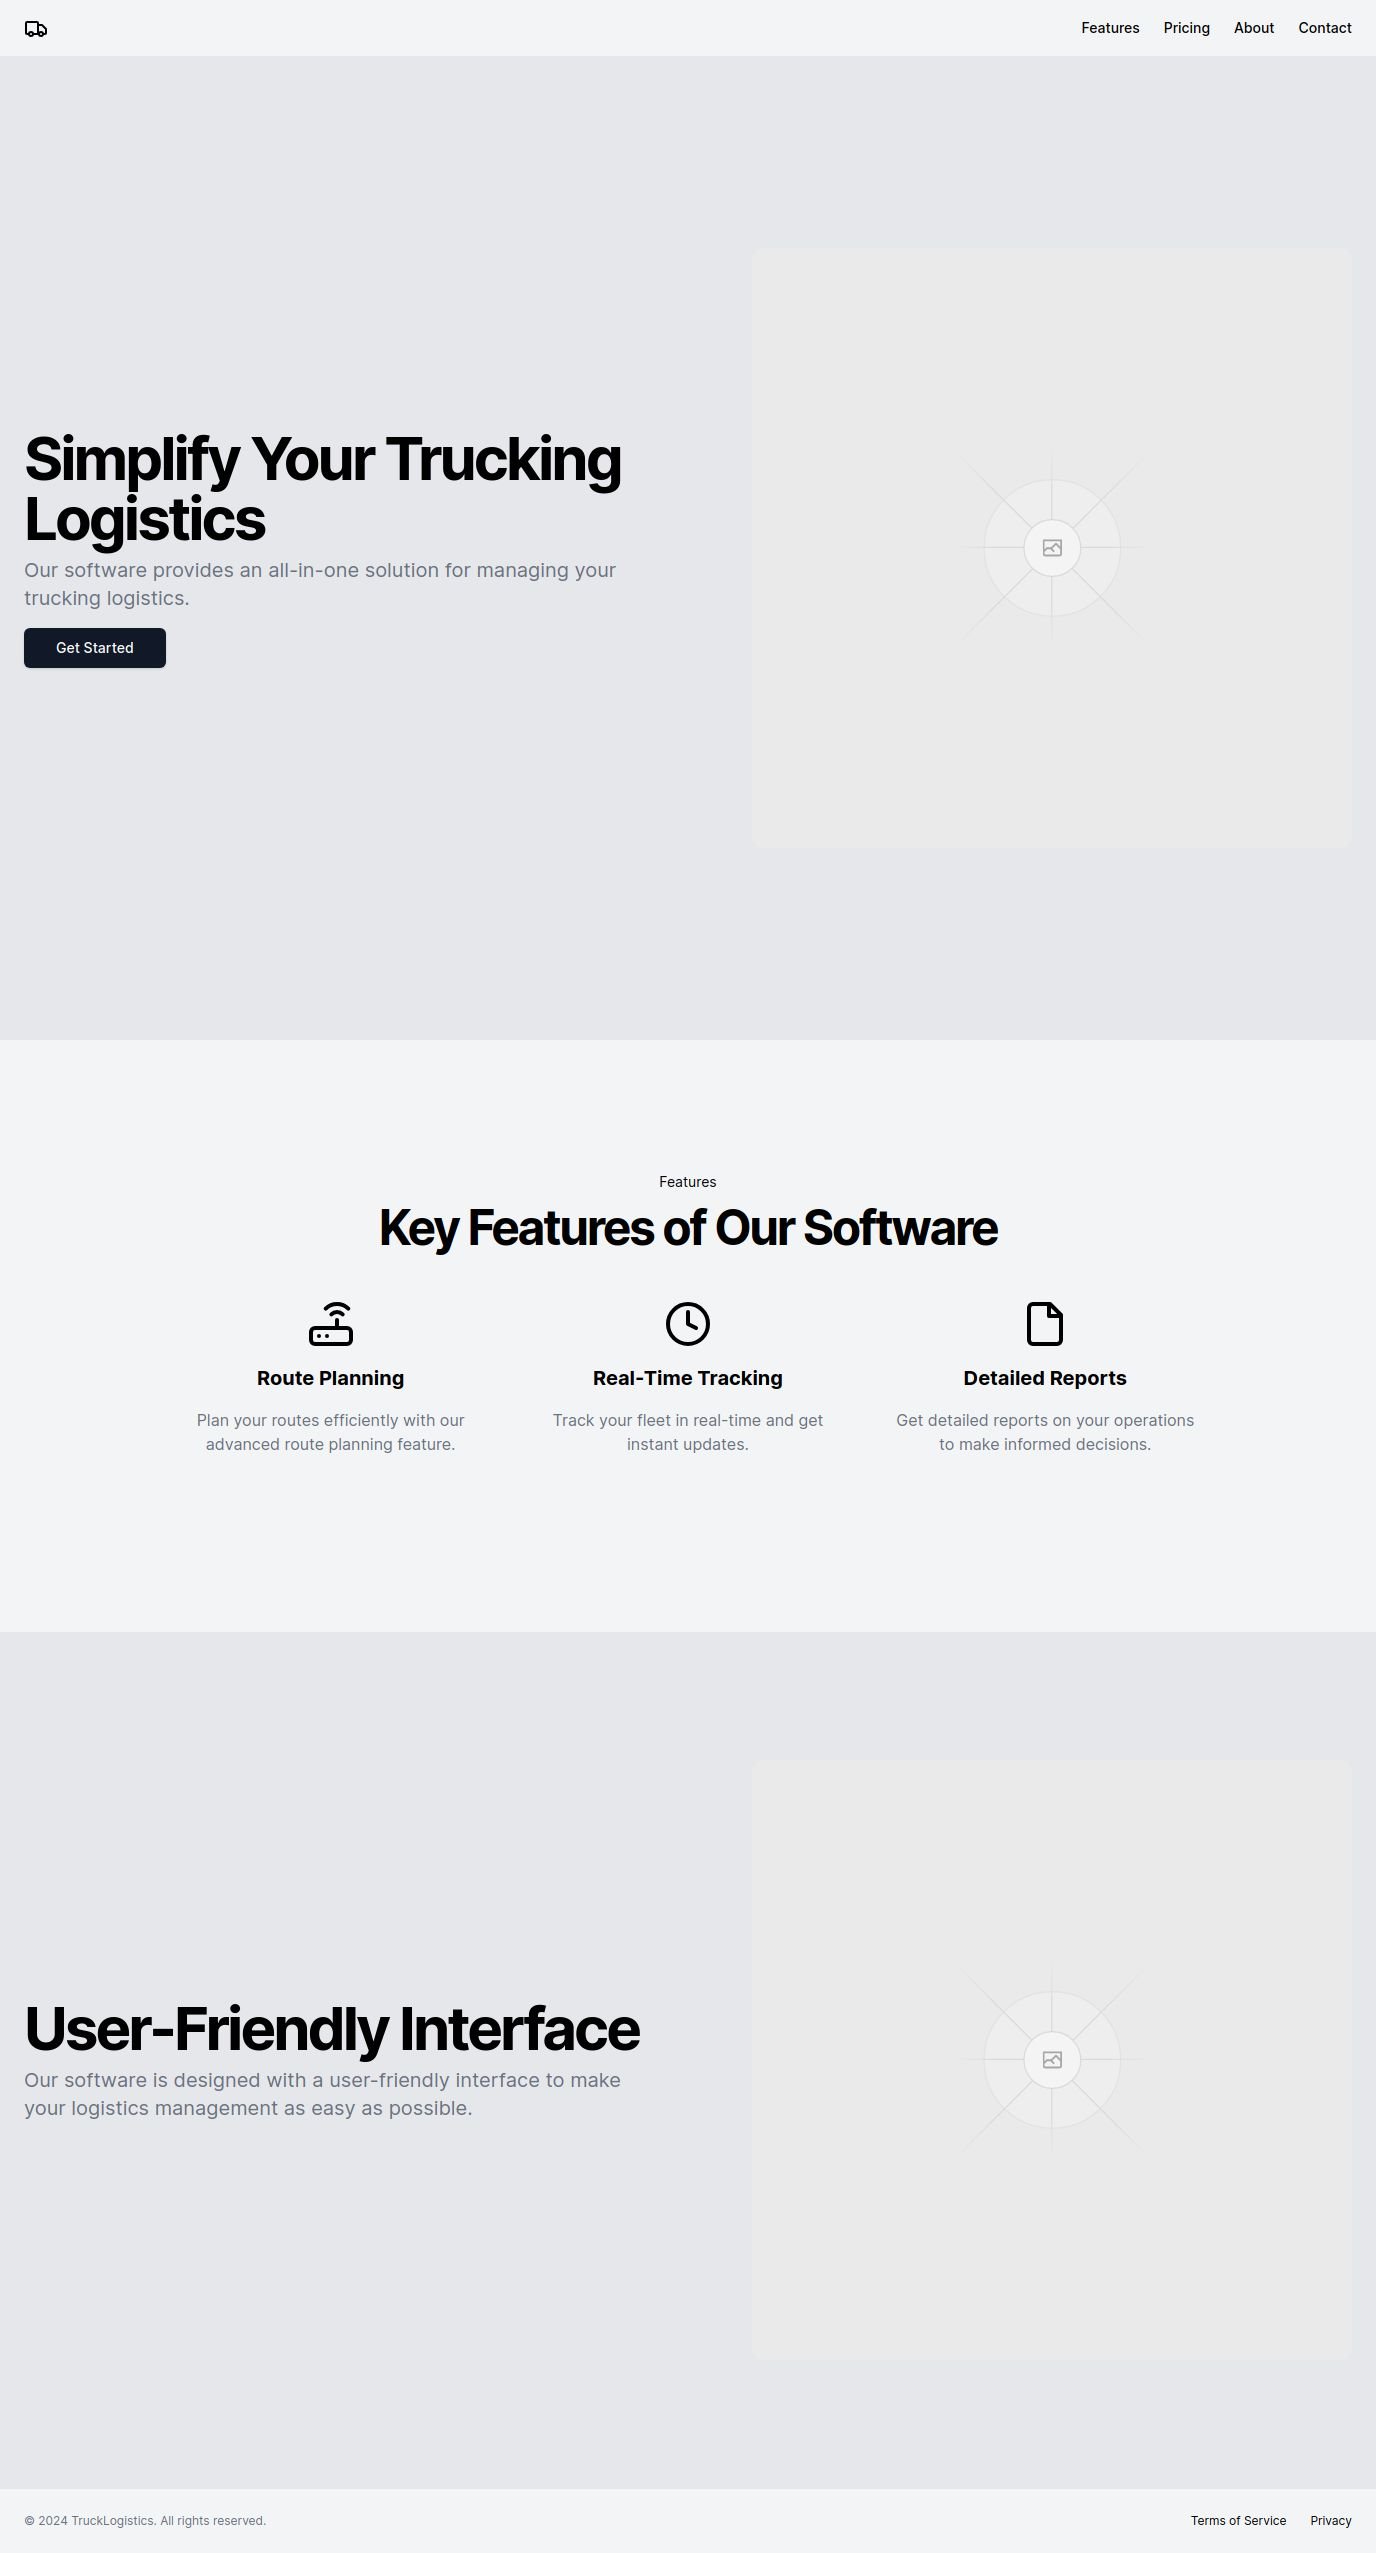 Features Pricing About Contact
Simplify Your Trucking
Logistics
Our software provides an all-in-one solution for managing your
trucking logistics.
Get Started
Features
Key Features of Our Software
Route Planning
Plan your routes efficiently with our
advanced route planning feature.
Real-Time Tracking
Track your fleet in real-time and get
instant updates.
Detailed Reports
Get detailed reports on your operations
to make informed decisions.
User-Friendly Interface
Our software is designed with a user-friendly interface to make
your logistics management as easy as possible.
© 2024 TruckLogistics. All rights reserved.
Terms of Service Privacy